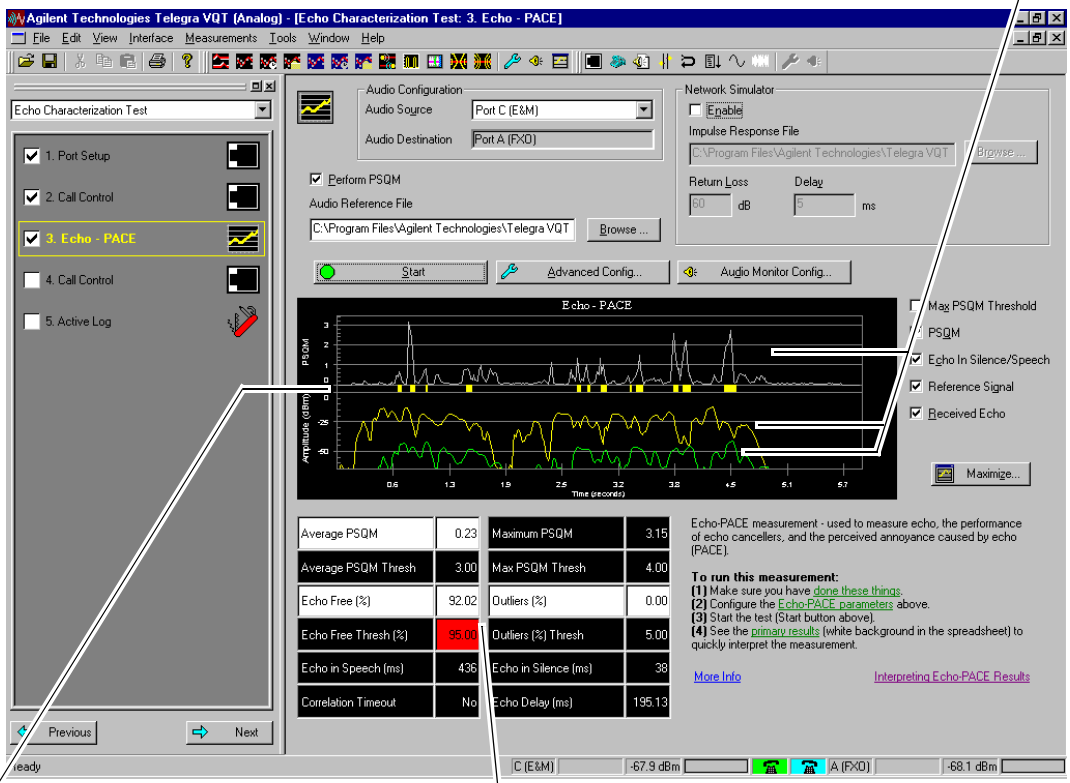 Agilent Technologies Telegra VQT (Analog) - [Echo Characterization Test: 3. Echo - PACE]
File Edit View Interface Measurements Tools Window Help
Echo Characterization Test
1. Port Setup
2. Call Control
3. Echo - PACE
4. Call Control
5. Active Log
Previous
Next
Audio Configuration
Audio Source
Port C (E&M)
Audio Destination
Port A (FXO)
Perform PSQM
Audio Reference File
C:\Program Files\Agilent Technologies\Telegra VQT
Browse ...
Network Simulator
Enable
Impulse Response File
C:\Program Files\Agilent Technologies\Telegra VQT
Browse ...
Return Loss
Delay
60 dB
5 ms
Start
Advanced Config...
Audio Monitor Config...
Echo - PACE
PSQM
3
2
1
0
Amplitude (dBm)
0
-25
-50
0.6 1.3 1.9 2.5 3.2 3.8 4.5 5.1 5.7
Time (seconds)
Max PSQM Threshold
PSQM
Echo In Silence/Speech
Reference Signal
Received Echo
Maximize...
Average PSQM 0.23 Maximum PSQM 3.15
Average PSQM Thresh 3.00 Max PSQM Thresh 4.00
Echo Free (%) 92.02 Outliers (%) 0.00
Echo Free Thresh (%) 95.00 Outliers (%) Thresh 5.00
Echo in Speech (ms) 436 Echo in Silence (ms) 38
Correlation Timeout No Echo Delay (ms) 195.13
Echo-PACE measurement - used to measure echo, the performance
of echo cancellers, and the perceived annoyance caused by echo
(PACE).
To run this measurement:
(1) Make sure you have done these things.
(2) Configure the Echo-PACE parameters above.
(3) Start the test (Start button above).
(4) See the primary results (white background in the spreadsheet) to
quickly interpret the measurement.
More Info
Interpreting Echo-PACE Results
eady
C (E&M) -67.9 dBm A (FXO) -68.1 dBm